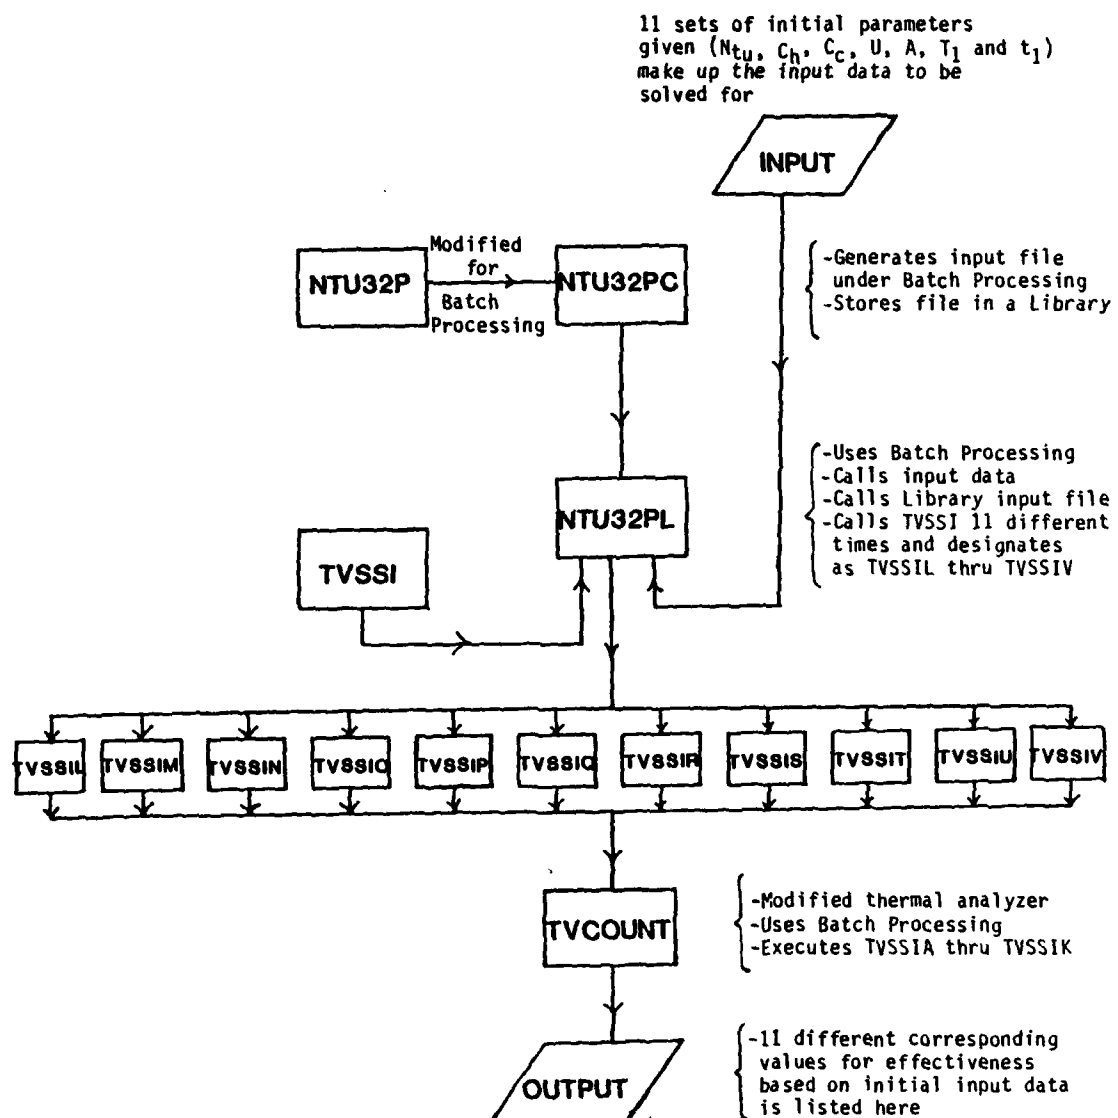 11 sets of initial parameters
given (Ntu, Ch, Cc, U, A, T1 and t1)
make up the input data to be
solved for
INPUT
NTU32P
Modified
for
Batch
Processing
NTU32PC
-Generates input file
under Batch Processing
-Stores file in a Library
NTU32PL
-Uses Batch Processing
-Calls input data
-Calls Library input file
-Calls TVSSI 11 different
times and designates
as TVSSIL thru TVSSIV
TVSSI
TVSSIL
TVSSIM
TVSSIN
TVSSIO
TVSSIP
TVSSIQ
TVSSIR
TVSSIS
TVSSIT
TVSSIU
TVSSIV
TVCOUNT
-Modified thermal analyzer
-Uses Batch Processing
-Executes TVSSIA thru TVSSIK
OUTPUT
-11 different corresponding
values for effectiveness
based on initial input data
is listed here